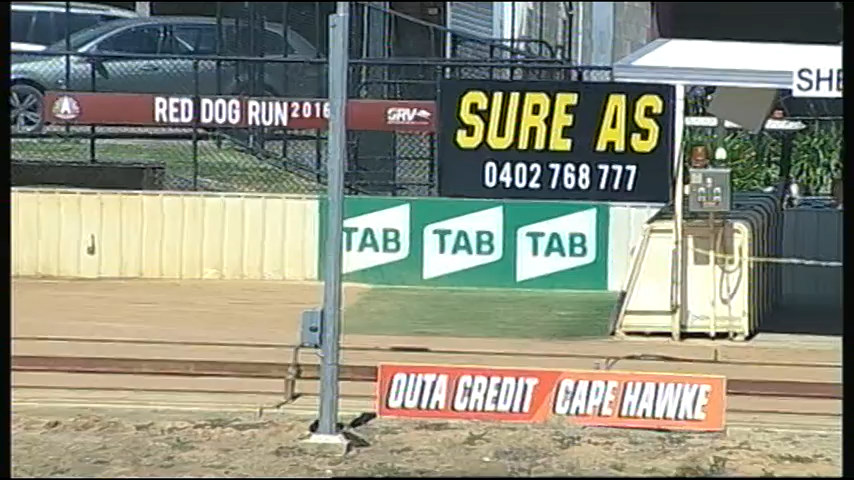 RED DOG RUN 2016 GRV
SURE AS
0402 768 777
SHE
TAB TAB TAB
OUTA CREDIT CAPE HAWKE